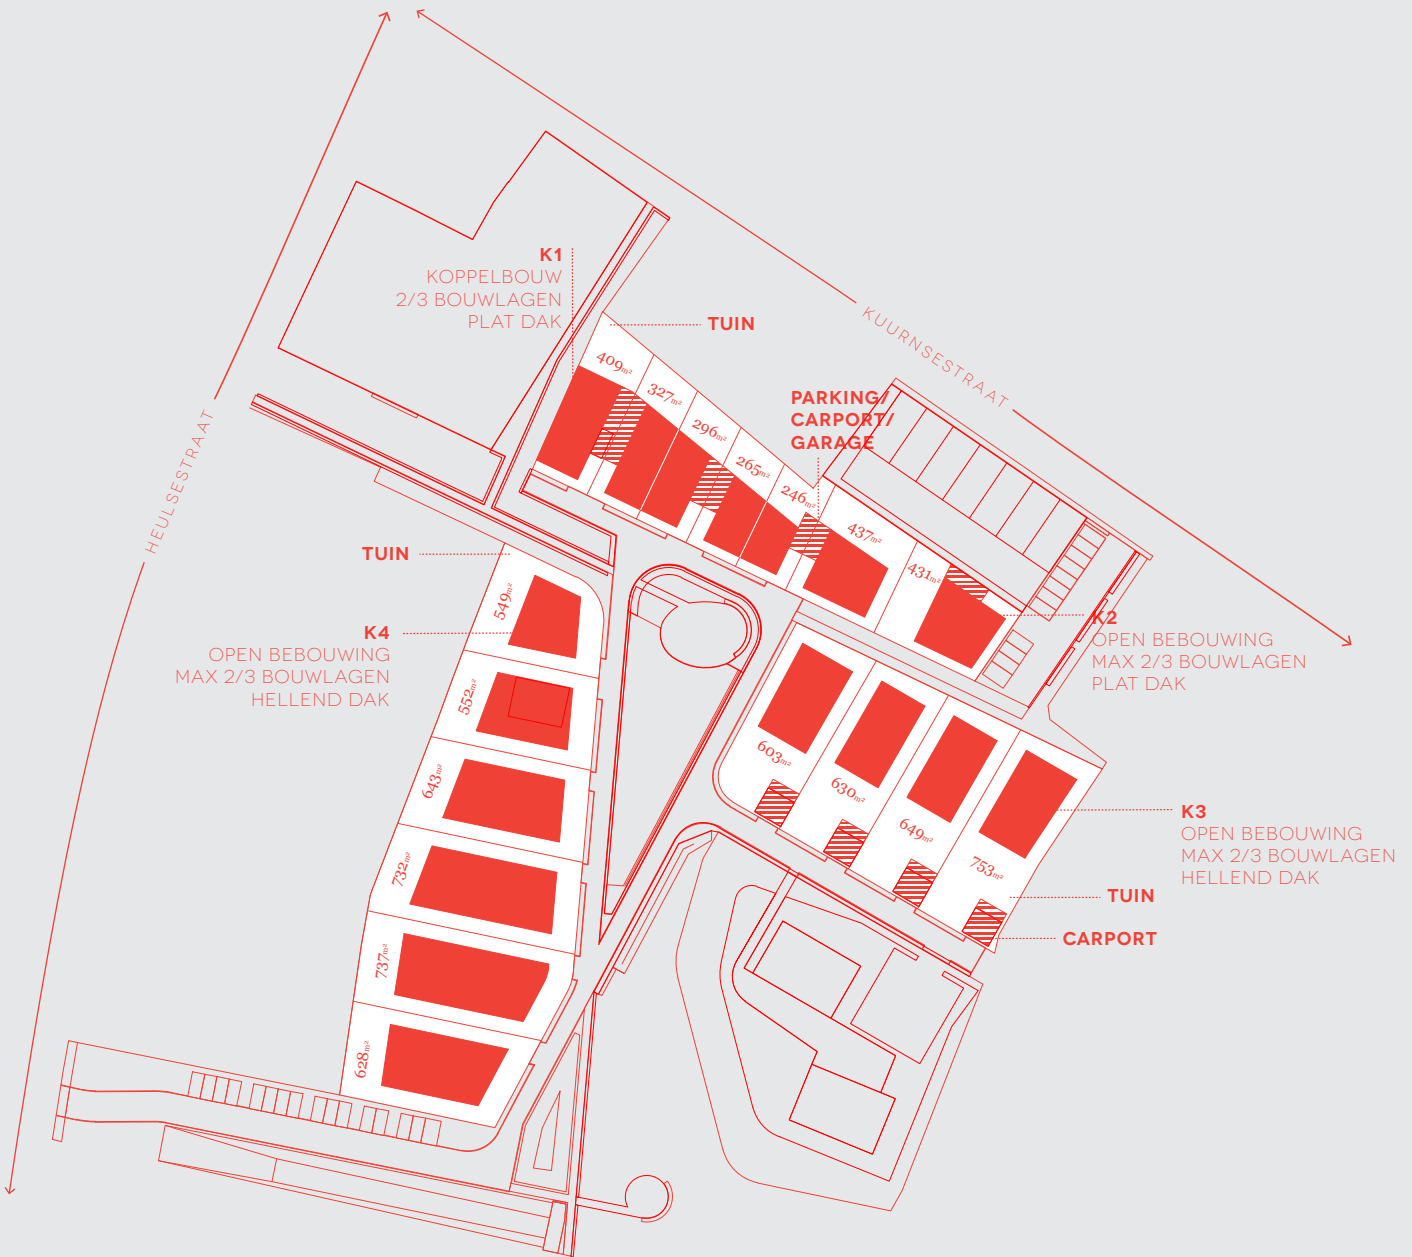 K1
KOPPELBOUW
2/3 BOUWLAGEN
PLAT DAK
TUIN
KUURNSESTRAAT
HEULSESTRAAT
409m²
327m²
296m²
265m²
246m²
437m²
431m²
PARKING/
CARPORT/
GARAGE
TUIN
K4
OPEN BEBOUWING
MAX 2/3 BOUWLAGEN
HELLEND DAK
K2
OPEN BEBOUWING
MAX 2/3 BOUWLAGEN
PLAT DAK
549m²
552m²
643m²
732m²
737m²
628m²
603m²
630m²
649m²
753m²
K3
OPEN BEBOUWING
MAX 2/3 BOUWLAGEN
HELLEND DAK
TUIN
CARPORT